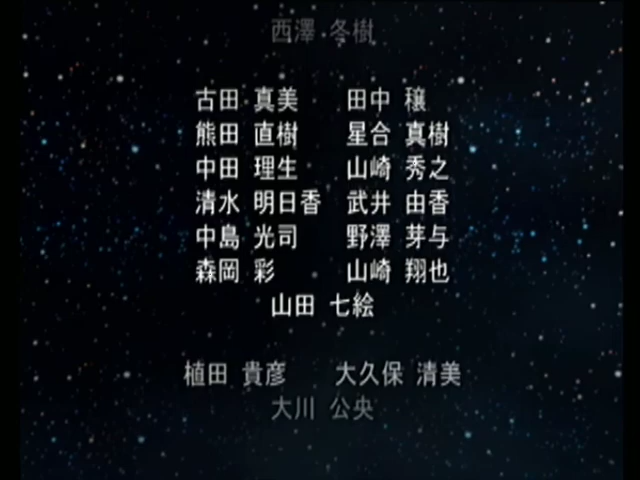 西澤 冬樹
古田 真美 田中 穣
熊田 直樹 星合 真樹
中田 理生 山崎 秀之
清水 明日香 武井 由香
中島 光司 野澤 芽与
森岡 彩 山崎 翔也
山田 七絵
植田 貴彦 大久保 清美
大川 公央